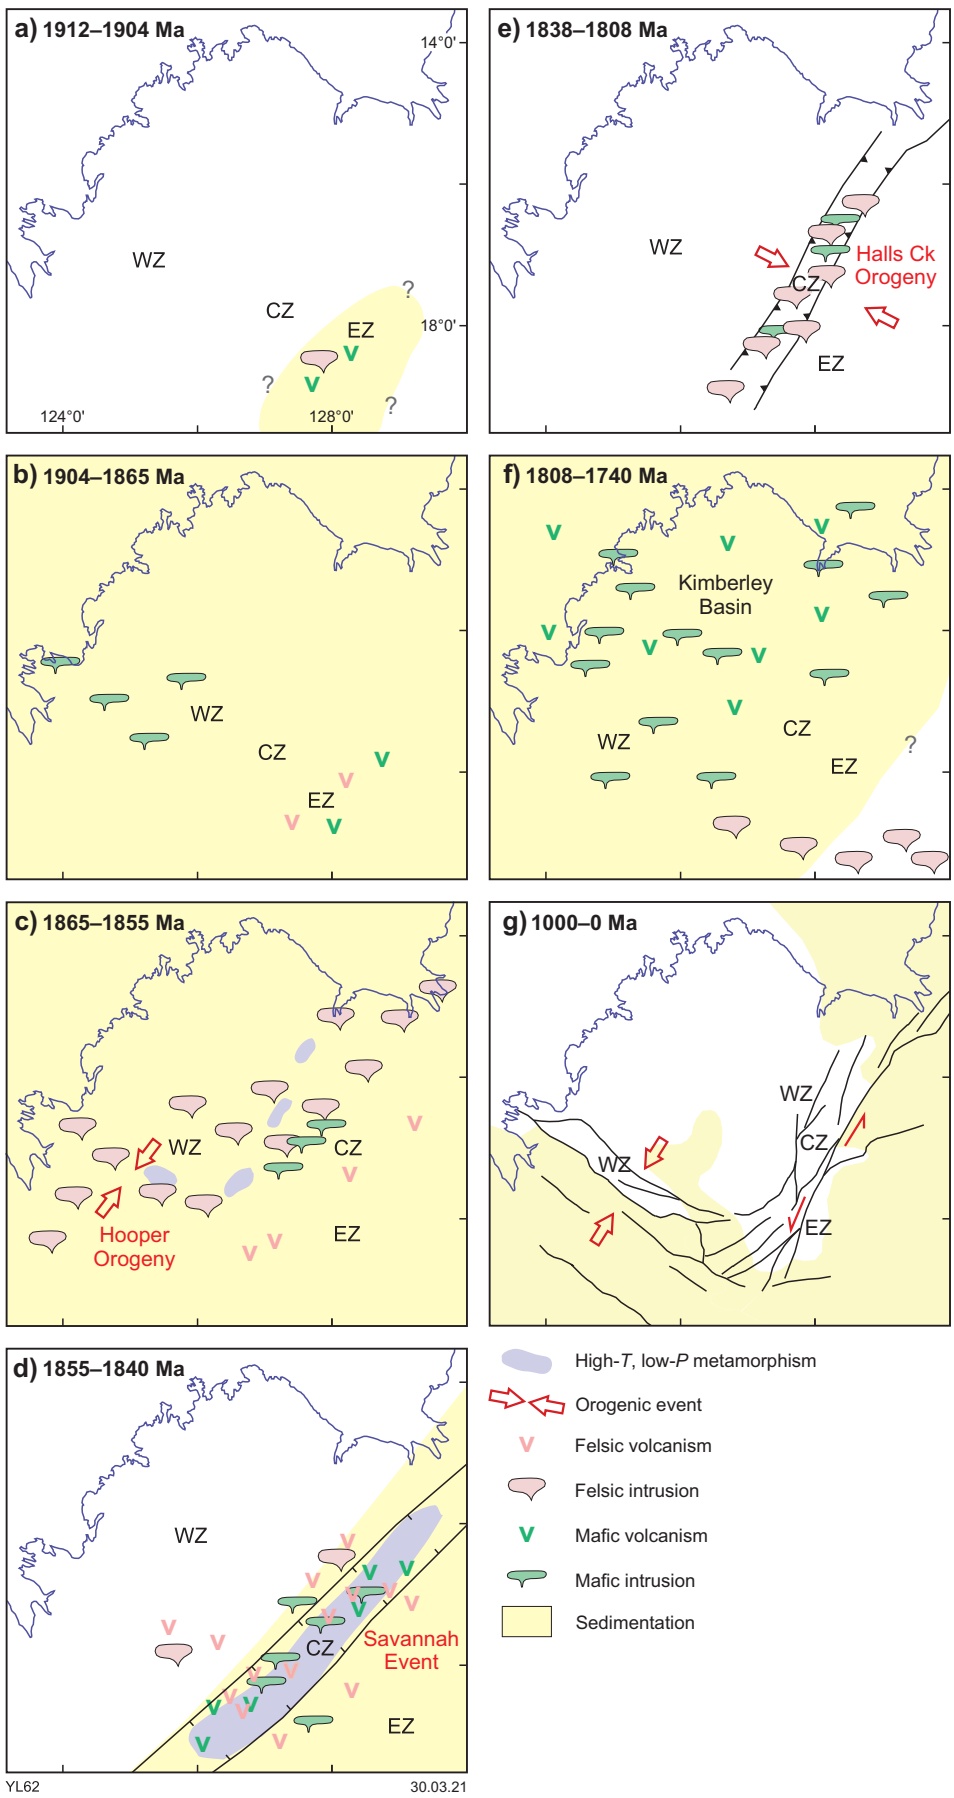 a) 1912–1904 Ma
14°0'
WZ
CZ
?
EZ
18°0'
V
V
?
?
124°0'
128°0'
b) 1904–1865 Ma
WZ
CZ
V
V
EZ
V
V
c) 1865–1855 Ma
WZ
CZ
V
V
Hooper
Orogeny
EZ
V
V
d) 1855–1840 Ma
WZ
V
V
V
V
V
V
V
V
V
V
V
V
CZ
Savannah
Event
V
V
V
V
V
V
V
V
EZ
V
V
YL62
30.03.21
e) 1838–1808 Ma
WZ
Halls Ck
Orogeny
CZ
EZ
f) 1808–1740 Ma
V
V
V
Kimberley
Basin
V
V
V
V
V
CZ
WZ
?
EZ
g) 1000–0 Ma
WZ
CZ
WZ
EZ
High-T, low-P metamorphism
Orogenic event
V Felsic volcanism
Felsic intrusion
V Mafic volcanism
Mafic intrusion
Sedimentation